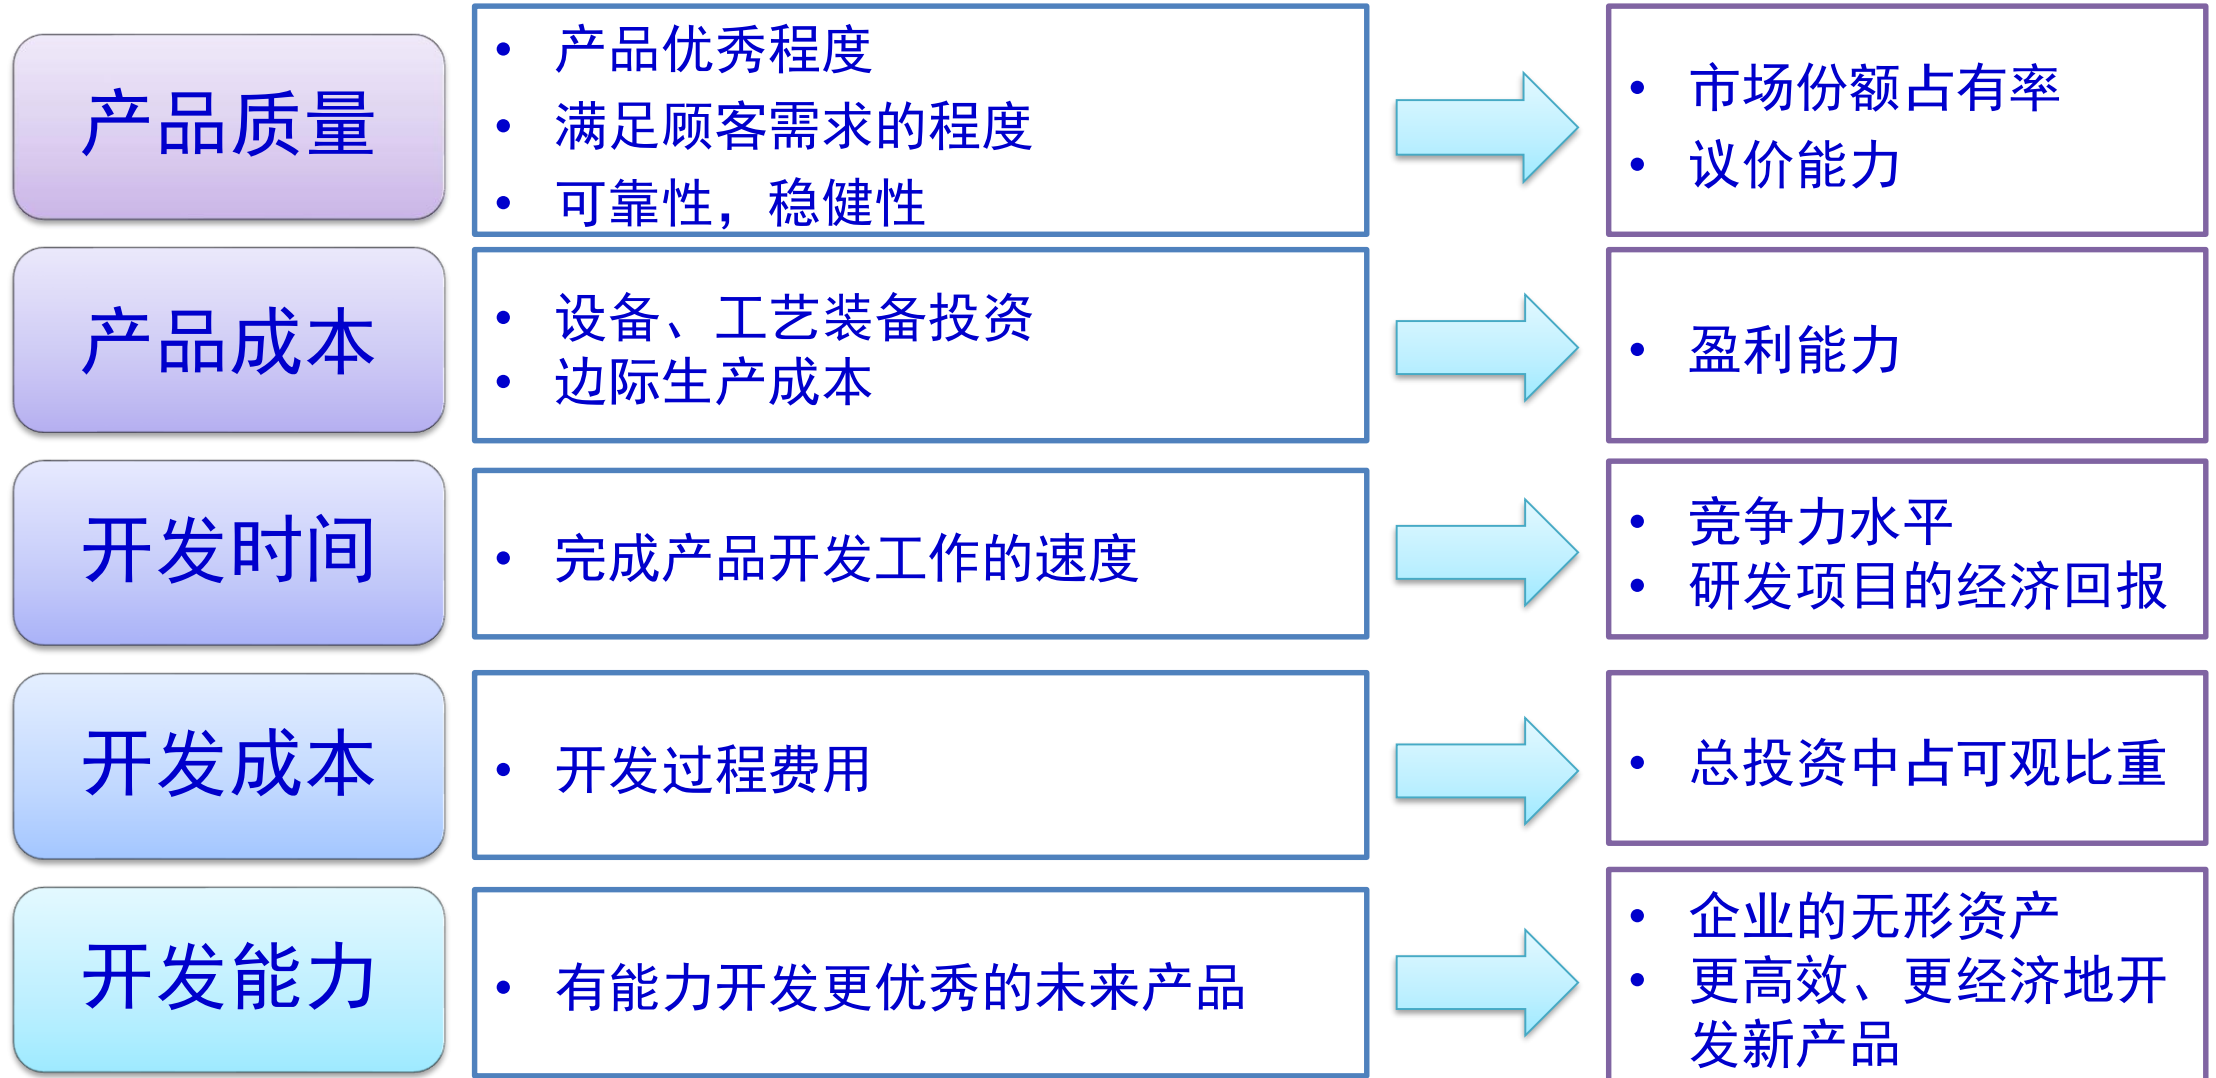 产品质量
• 产品优秀程度
• 满足顾客需求的程度
• 可靠性，稳健性
• 市场份额占有率
• 议价能力
产品成本
• 设备、工艺装备投资
• 边际生产成本
• 盈利能力
开发时间
• 完成产品开发工作的速度
• 竞争力水平
• 研发项目的经济回报
开发成本
• 开发过程费用
• 总投资中占可观比重
开发能力
• 有能力开发更优秀的未来产品
• 企业的无形资产
• 更高效、更经济地开
发新产品